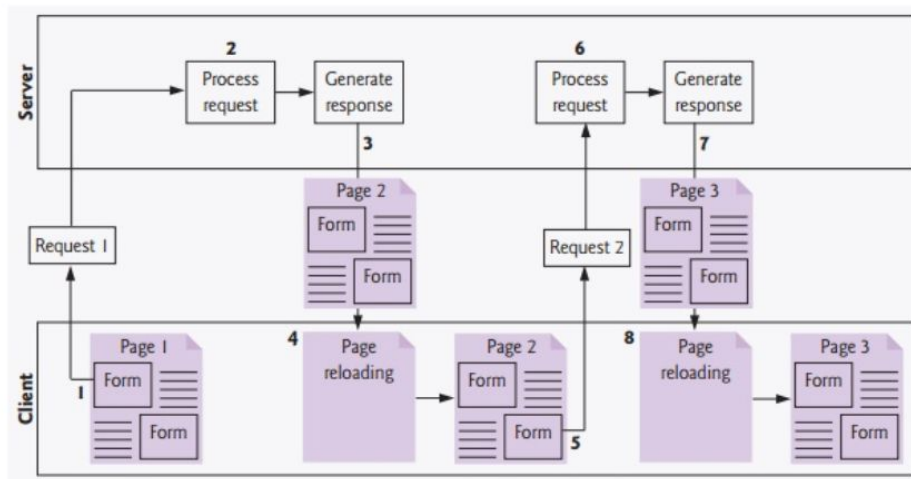 Server
2
Process
request
Generate
response
3
6
Process
request
Generate
response
7
Request 1
Page 2
Form
Form
Request 2
Page 3
Form
Form
Client
Page 1
1
Form
Form
4
Page
reloading
Page 2
Form
Form
5
8
Page
reloading
Page 3
Form
Form